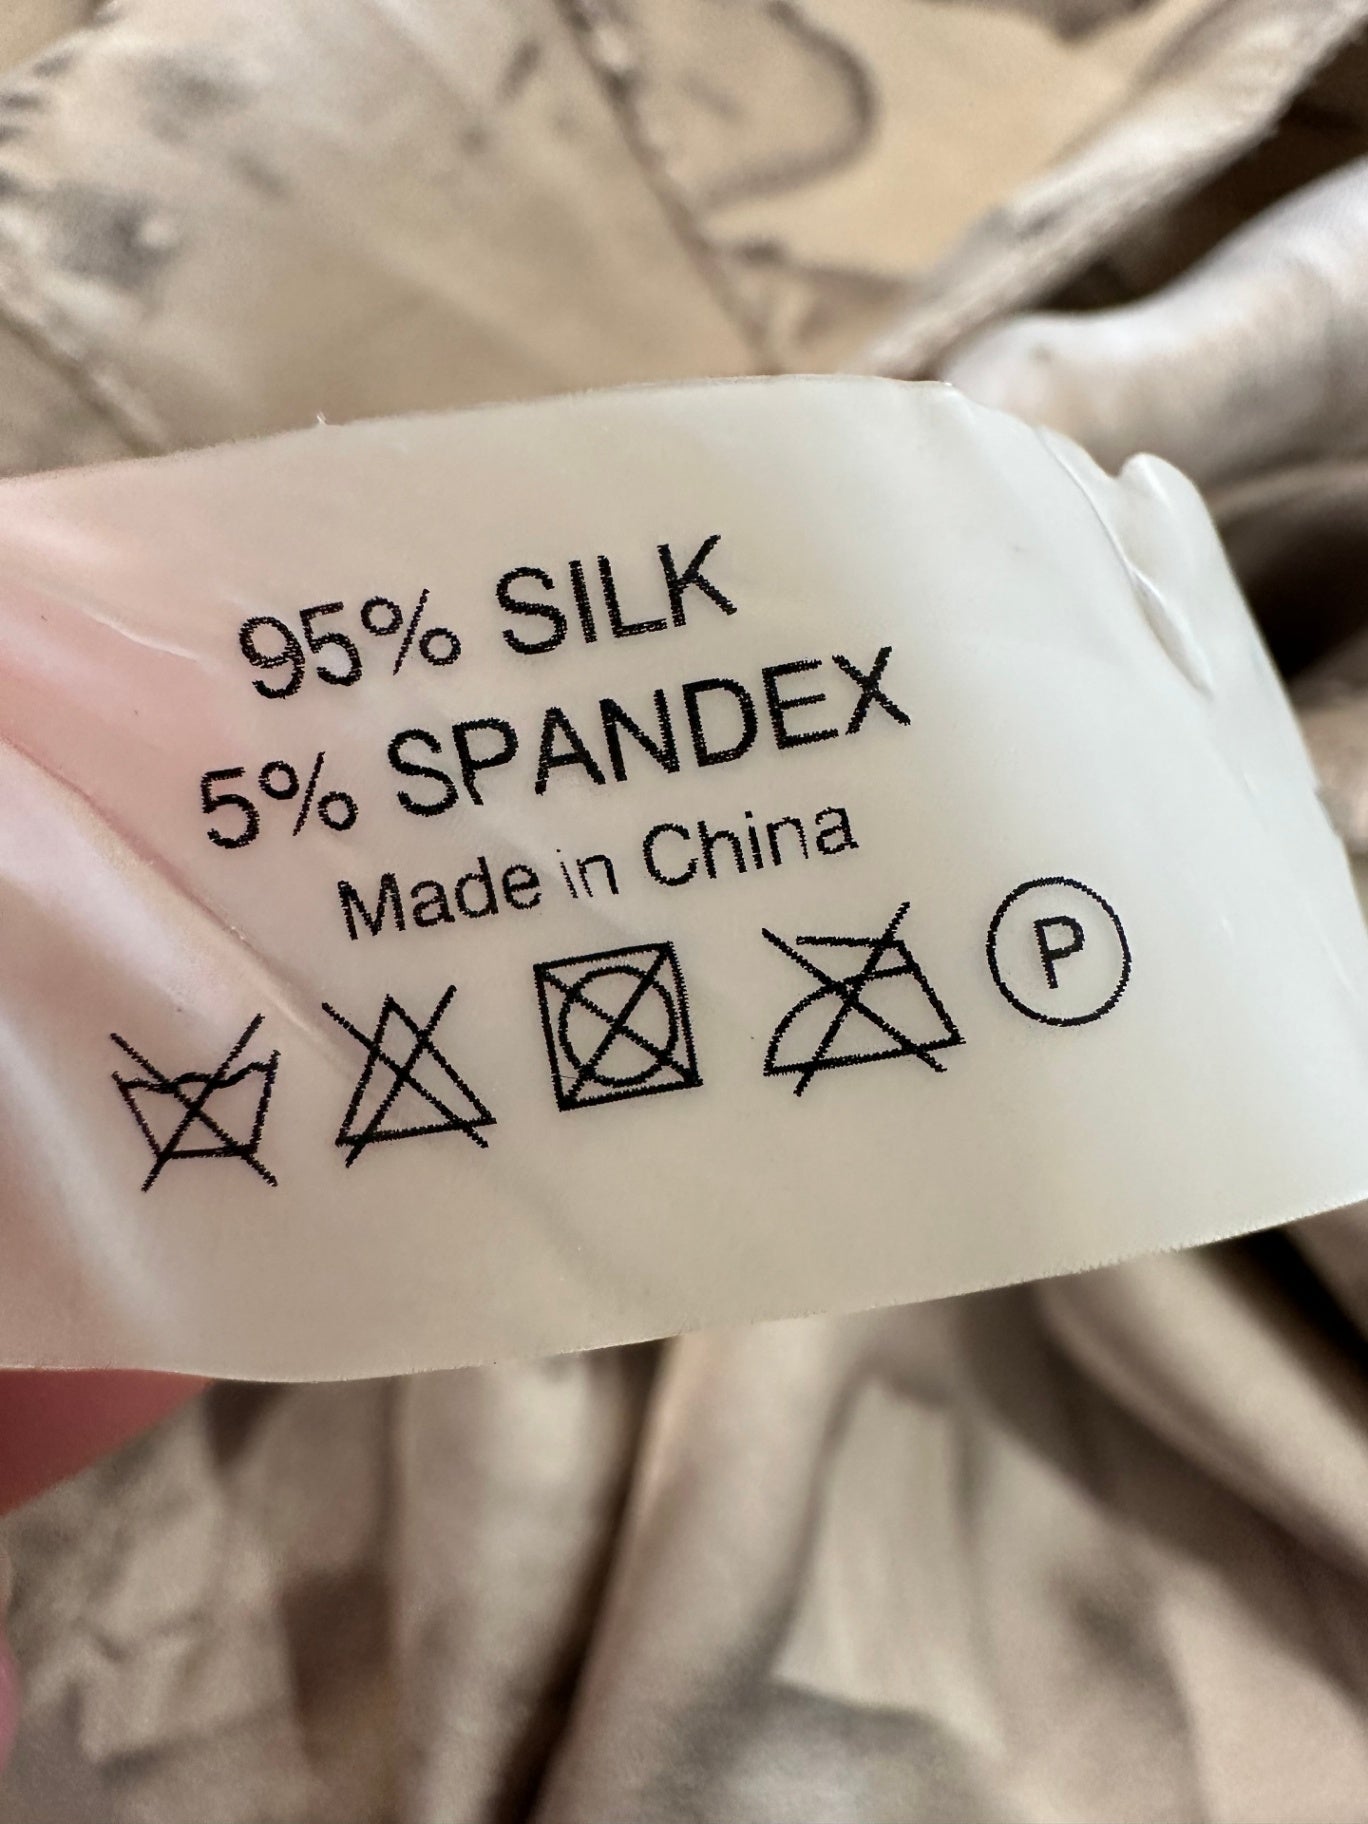 95% SILK
5% SPANDEX
Made in China
P